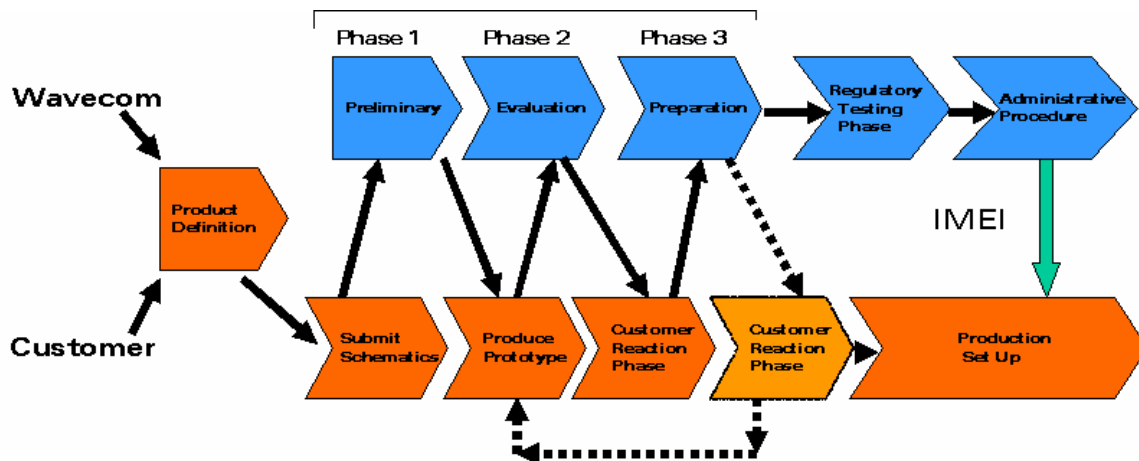 Phase 1 Phase 2 Phase 3
Wavecom
Preliminary
Evaluation
Preparation
Regulatory
Testing
Phase
Administrative
Procedure
Product
Definition
IMEI
Customer
Submit
Schematics
Produce
Prototype
Customer
Reaction
Phase
Customer
Reaction
Phase
Production
Set Up